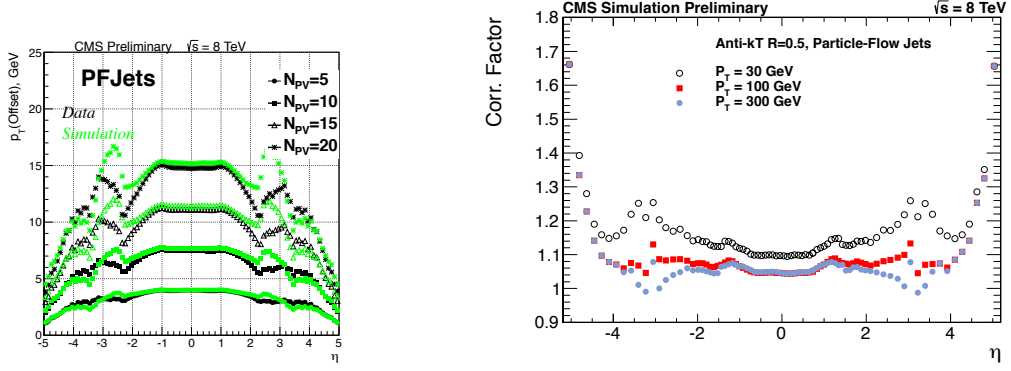 CMS Preliminary √s = 8 TeV
p_T(Offset), GeV
PFJets
Data
Simulation
N_PV=5
N_PV=10
N_PV=15
N_PV=20
25
20
15
10
5
0
-5 -4 -3 -2 -1 0 1 2 3 4 5
η
CMS Simulation Preliminary √s = 8 TeV
Corr. Factor
Anti-kT R=0.5, Particle-Flow Jets
P_T = 30 GeV
P_T = 100 GeV
P_T = 300 GeV
1.8
1.7
1.6
1.5
1.4
1.3
1.2
1.1
1
0.9
-4 -2 0 2 4
η